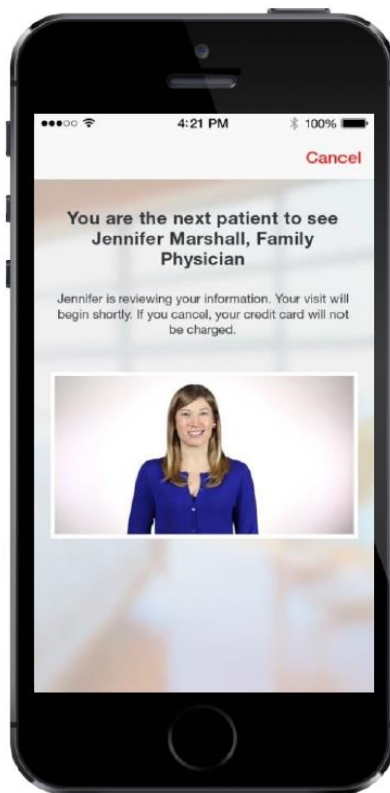 4:21 PM
100%
Cancel
You are the next patient to see
Jennifer Marshall, Family
Physician
Jennifer is reviewing your information. Your visit will
begin shortly. If you cancel, your credit card will not
be charged.